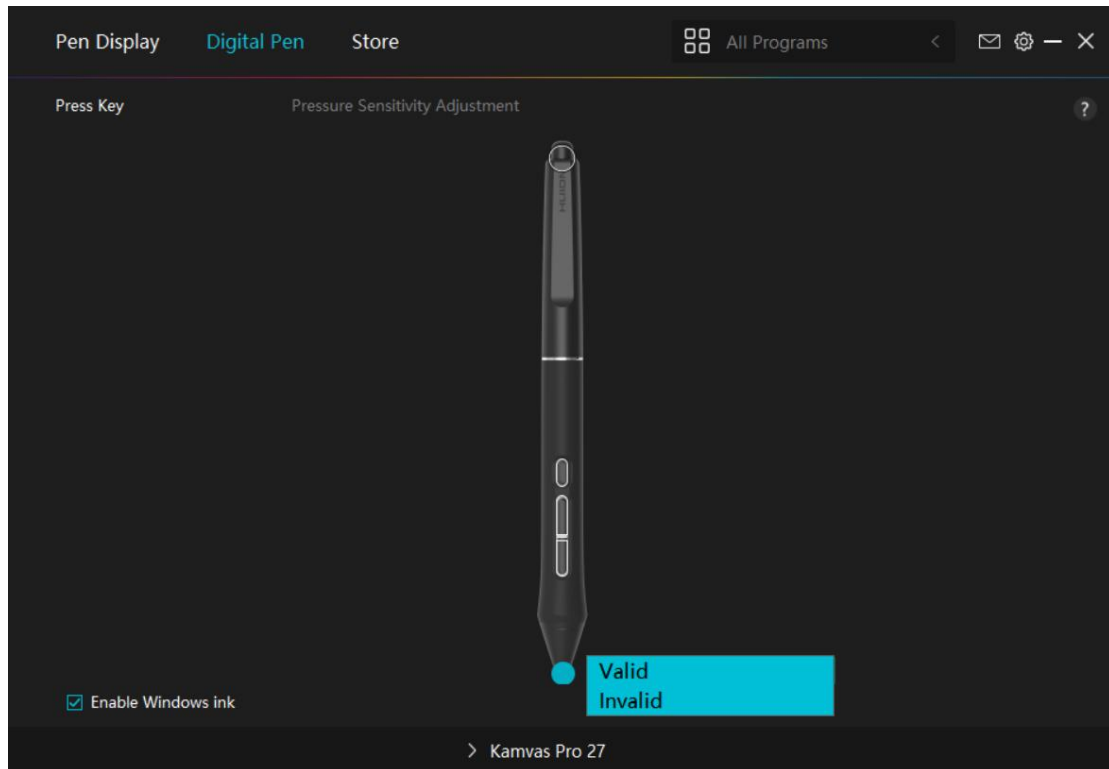 Pen Display Digital Pen Store All Programs
Press Key Pressure Sensitivity Adjustment ?
HUION
Valid
Invalid
Enable Windows ink
Kamvas Pro 27